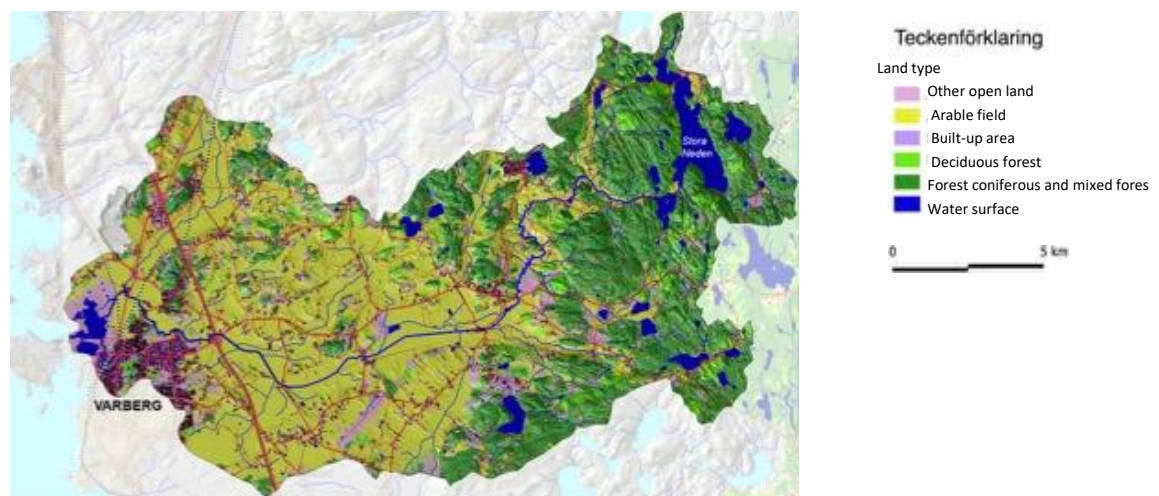 Teckenförklaring
Land type
Other open land
Arable field
Built-up area
Deciduous forest
Forest coniferous and mixed fores
Water surface
0 5 km
Stora
Neden
VARBERG